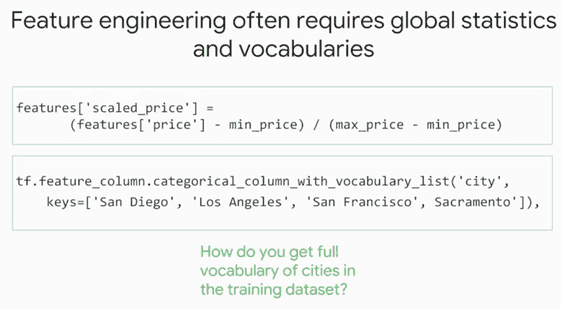 Feature engineering often requires global statistics
and vocabularies
features['scaled_price'] =
(features['price'] - min_price) / (max_price - min_price)
tf.feature_column.categorical_column_with_vocabulary_list('city',
keys=['San Diego', 'Los Angeles', 'San Francisco', Sacramento']),
How do you get full
vocabulary of cities in
the training dataset?